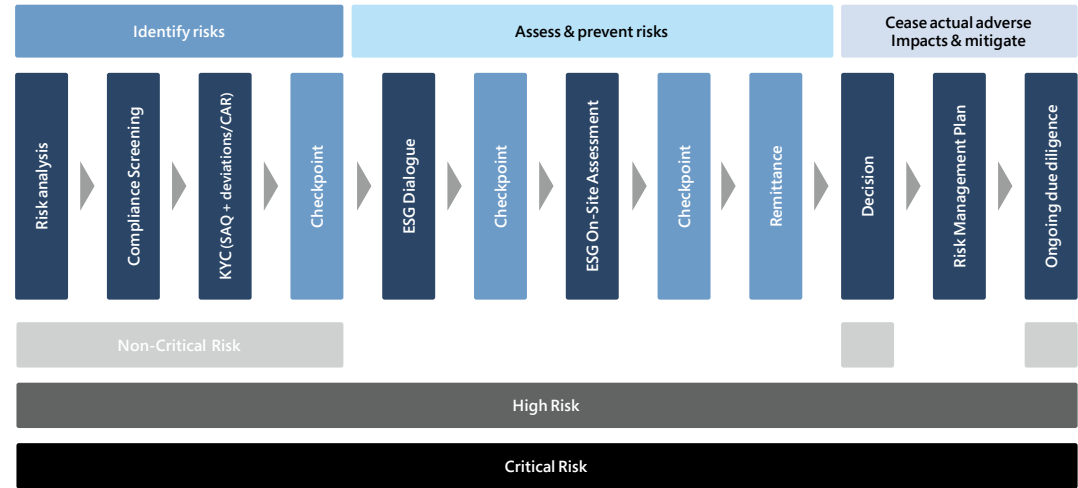 Identify risks
Assess & prevent risks
Cease actual adverse
Impacts & mitigate
Risk analysis
Compliance Screening
KYC (SAQ + deviations/CAR)
Checkpoint
ESG Dialogue
Checkpoint
ESG On-Site Assessment
Checkpoint
Remittance
Decision
Risk Management Plan
Ongoing due diligence
Non-Critical Risk
High Risk
Critical Risk